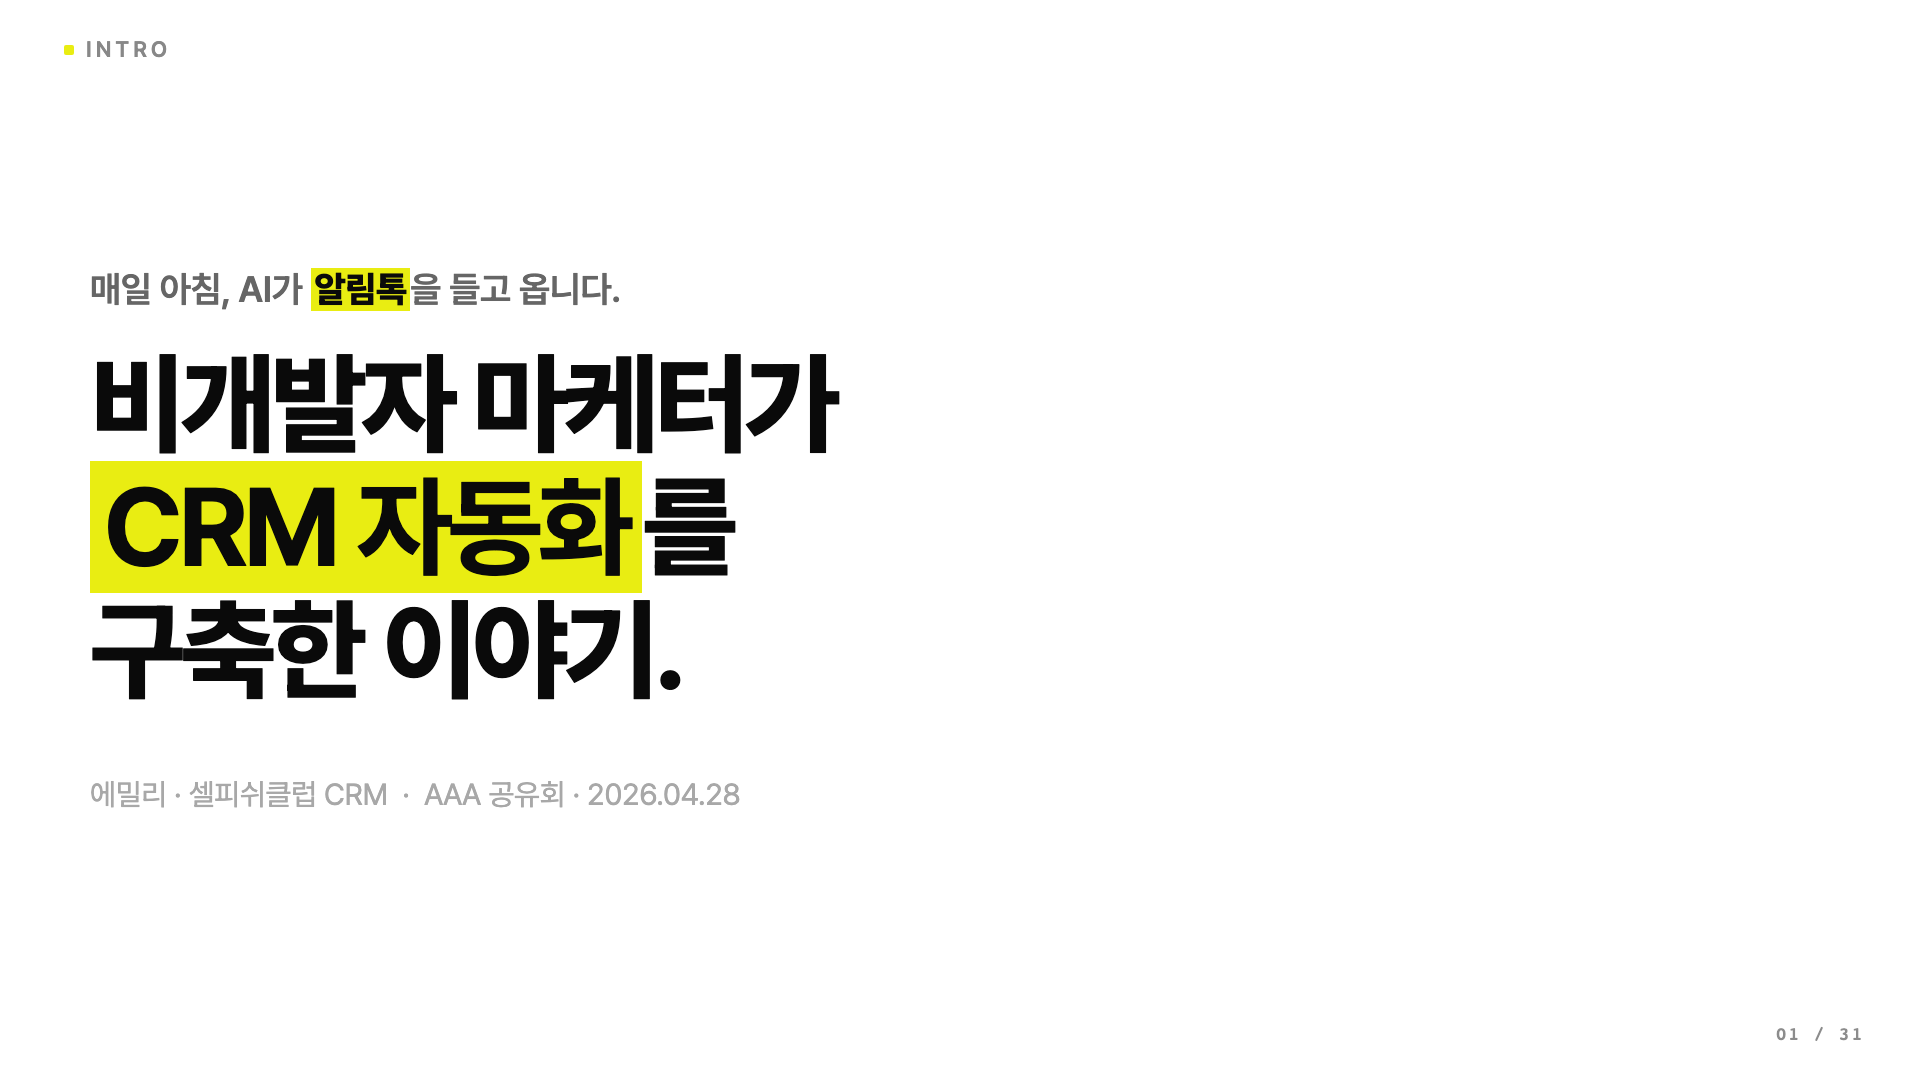 INTRO
매일 아침, AI가 알림톡을 들고 옵니다.
비개발자 마케터가
CRM 자동화를
구축한 이야기.
에밀리 · 셀피쉬클럽 CRM · AAA 공유회 · 2026.04.28
01 / 31